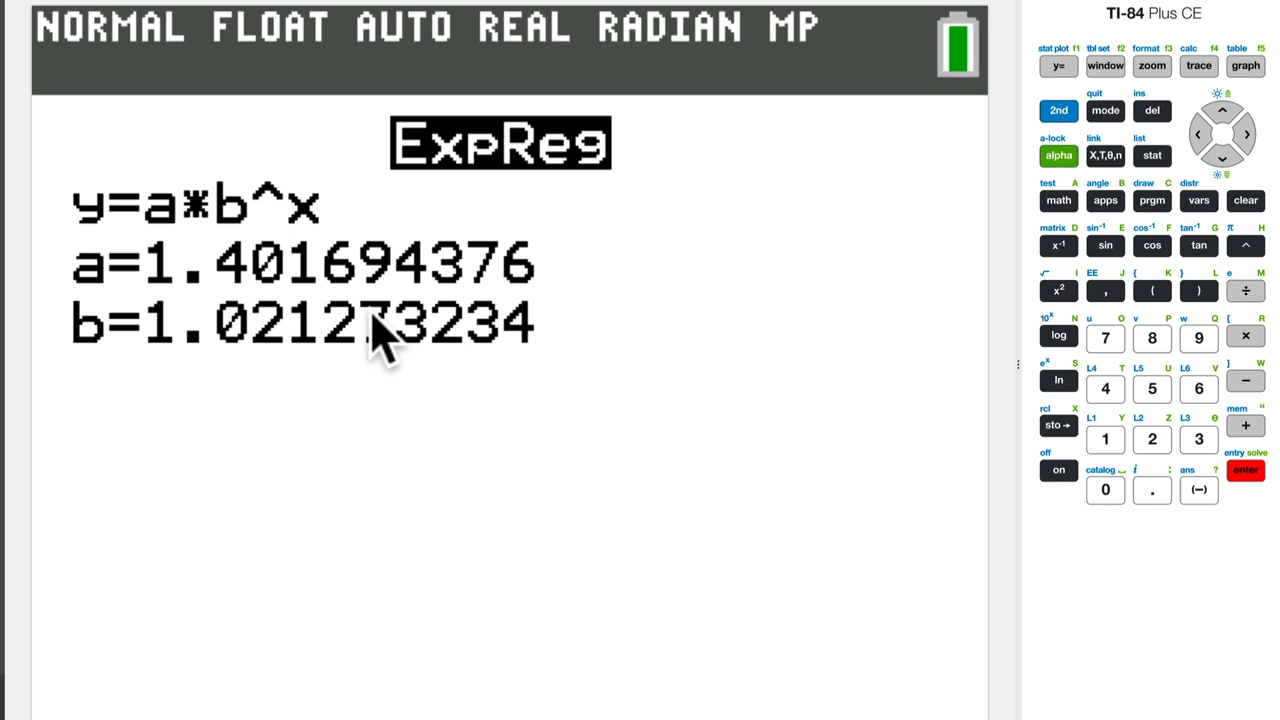 NORMAL FLOAT AUTO REAL RADIAN MP
ExpReg
y=a*b^x
a=1.401694376
b=1.021273234
TI-84 Plus CE
stat plot f1 tbl set f2 format f3 calc f4 table f5
y= window zoom trace graph
quit ins
2nd mode del
a-lock link list
alpha X,T,θ,n stat
test A angle B draw C distr
math apps prgm vars clear
matrix D sin⁻¹ E cos⁻¹ F tan⁻¹ G π H
x⁻¹ sin cos tan ^
√ I EE J { K } L e M
x² , ( ) ÷
10ˣ N u O v P w Q [ R
log 7 8 9 ×
eˣ S L4 T L5 U L6 V ] W
ln 4 5 6 −
rcl X L1 Y L2 Z L3 θ mem "
sto→ 1 2 3 +
off catalog i : ans ? entry solve
on 0 . (−) enter